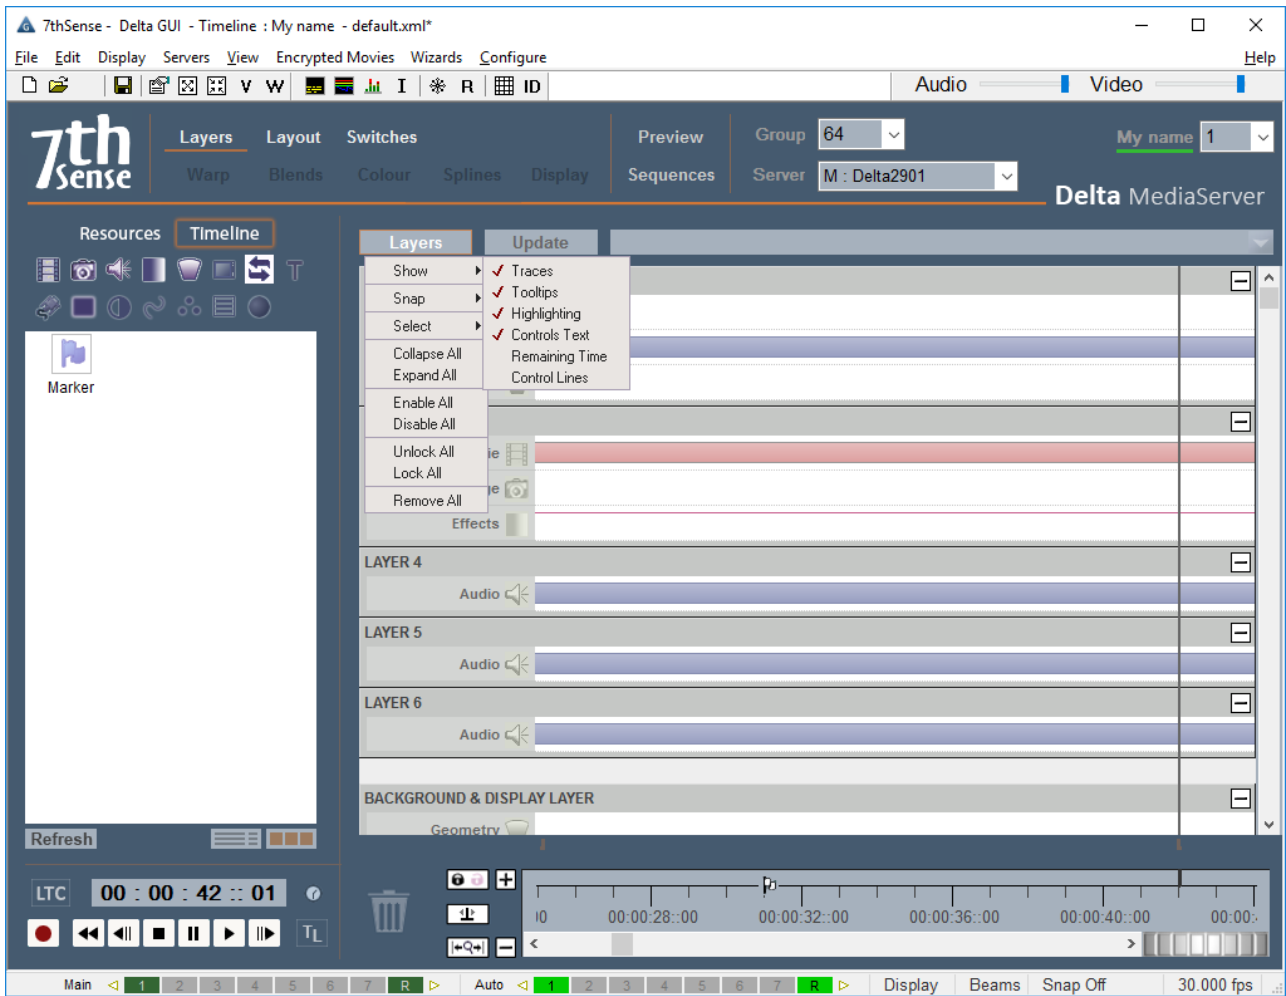 7thSense - Delta GUI - Timeline : My name - default.xml*
File Edit Display Servers View Encrypted Movies Wizards Configure Help
V W I R ID Audio Video
7th Sense
Layers Layout Switches Preview Group 64 My name 1
Warp Blends Colour Splines Display Sequences Server M : Delta2901
Delta MediaServer
Resources Timeline
Layers Update
T
Marker
Show
Snap
Select
Collapse All
Expand All
Enable All
Disable All
Unlock All
Lock All
Remove All
Traces
Tooltips
Highlighting
Controls Text
Remaining Time
Control Lines
ie
ge
Effects
LAYER 4
Audio
LAYER 5
Audio
LAYER 6
Audio
BACKGROUND & DISPLAY LAYER
Geometry
Refresh
LTC 00 : 00 : 42 :: 01
TL
00:00:28::00 00:00:32::00 00:00:36::00 00:00:40::00 00:00:
Main 1 2 3 4 5 6 7 R Auto 1 2 3 4 5 6 7 R Display Beams Snap Off 30.000 fps